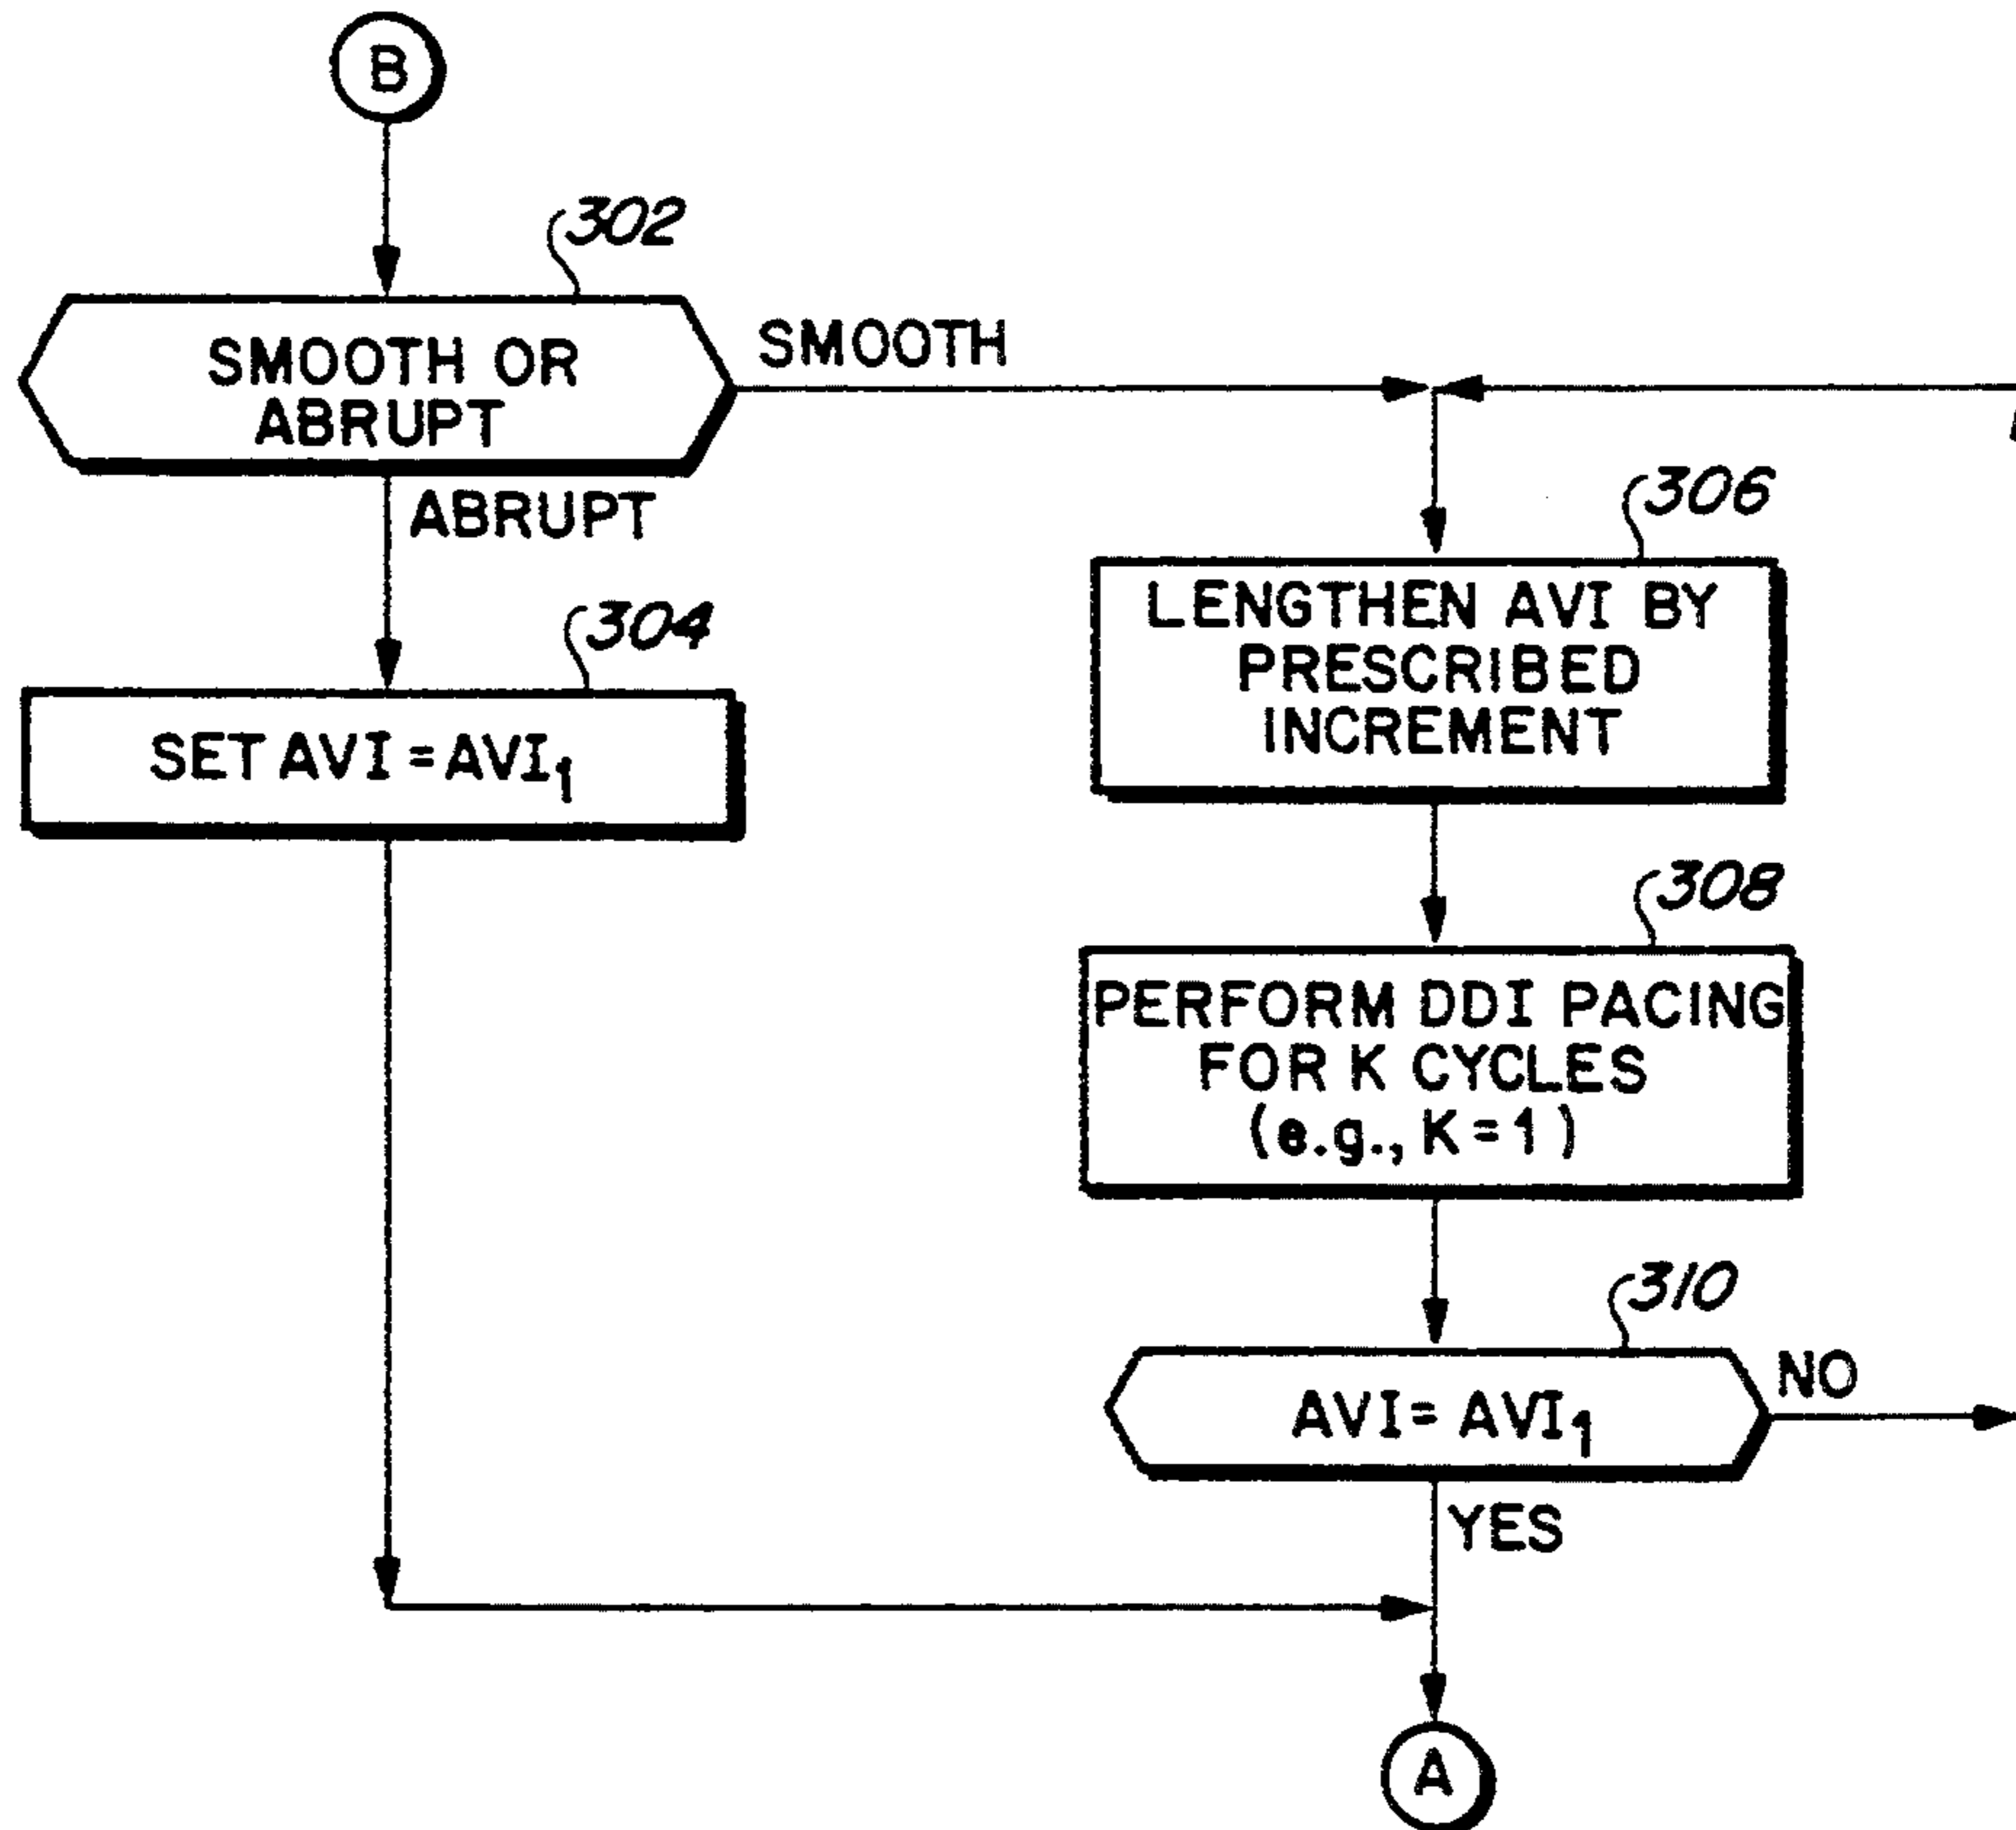 B
302
SMOOTH OR
ABRUPT
SMOOTH
ABRUPT
304
SET AVI = AVI₁
306
LENGTHEN AVI BY
PRESCRIBED
INCREMENT
308
PERFORM DDI PACING
FOR K CYCLES
(e.g., K = 1)
310
AVI = AVI₁
NO
YES
A